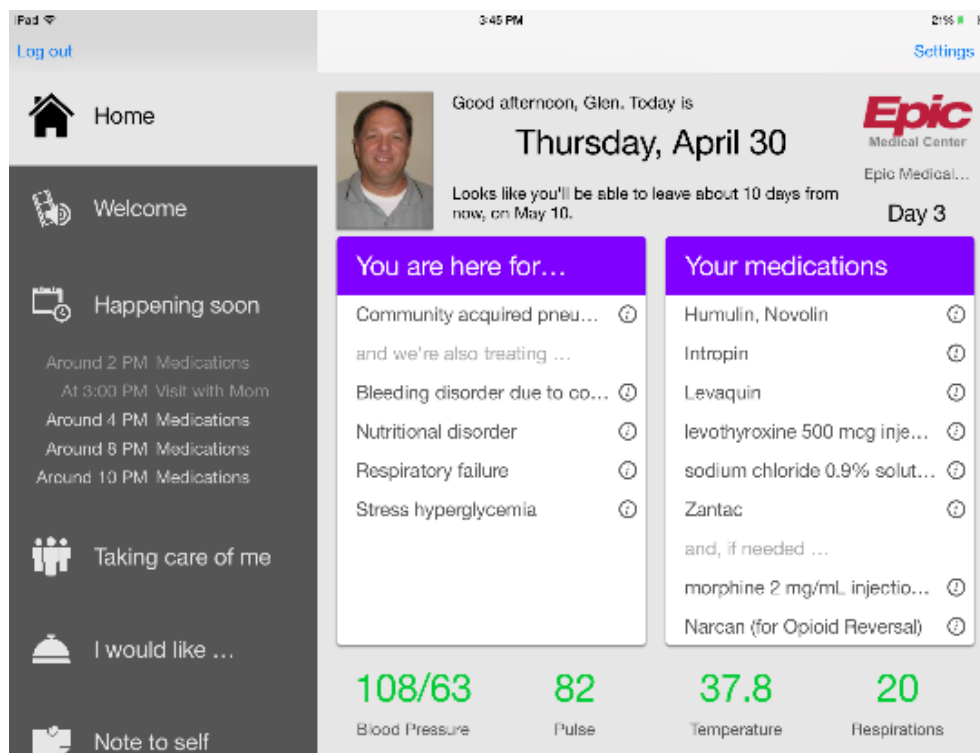 iPad
3:45 PM
21%
Log out
Settings
Home
Welcome
Happening soon
Around 2 PM Medications
At 3:00 PM Visit with Mom
Around 4 PM Medications
Around 8 PM Medications
Around 10 PM Medications
Taking care of me
I would like ...
Note to self
Good afternoon, Glen. Today is
Thursday, April 30
Looks like you'll be able to leave about 10 days from
now, on May 10.
Epic
Medical Center
Epic Medical...
Day 3
You are here for...
Community acquired pneu...
and we're also treating ...
Bleeding disorder due to co...
Nutritional disorder
Respiratory failure
Stress hyperglycemia
Your medications
Humulin, Novolin
Intropin
Levaquin
levothyroxine 500 mcg inje...
sodium chloride 0.9% solut...
Zantac
and, if needed ...
morphine 2 mg/mL injectio...
Narcan (for Opioid Reversal)
108/63
Blood Pressure
82
Pulse
37.8
Temperature
20
Respirations